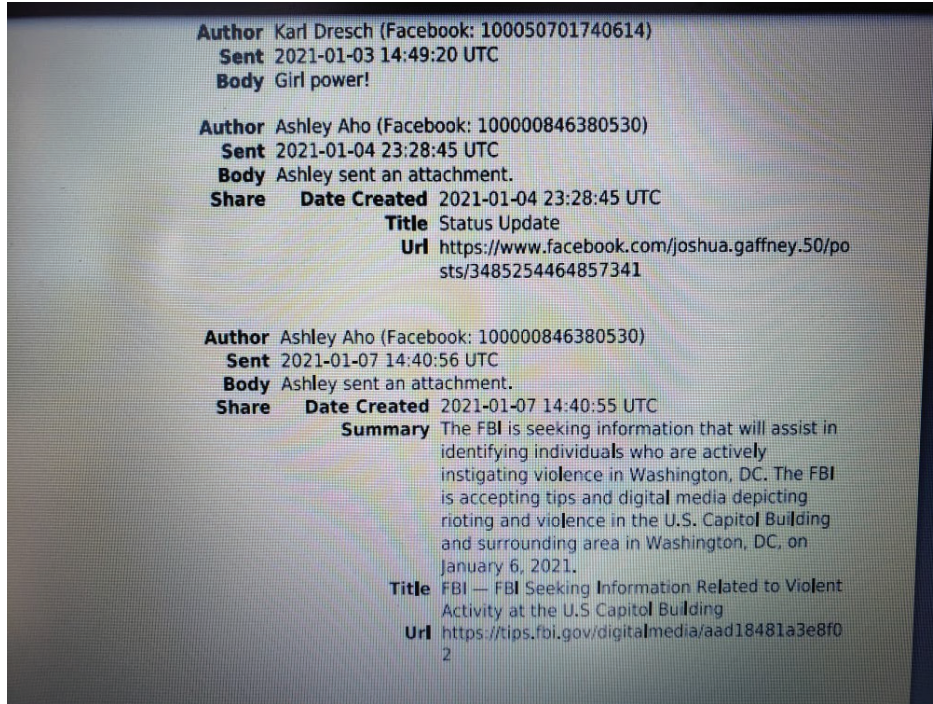 Author Karl Dresch (Facebook: 100050701740614)
Sent 2021-01-03 14:49:20 UTC
Body Girl power!
Author Ashley Aho (Facebook: 100000846380530)
Sent 2021-01-04 23:28:45 UTC
Body Ashley sent an attachment.
Share Date Created 2021-01-04 23:28:45 UTC
Title Status Update
Url https://www.facebook.com/joshua.gaffney.50/po
sts/3485254464857341
Author Ashley Aho (Facebook: 100000846380530)
Sent 2021-01-07 14:40:56 UTC
Body Ashley sent an attachment.
Share Date Created 2021-01-07 14:40:55 UTC
Summary The FBI is seeking information that will assist in
identifying individuals who are actively
instigating violence in Washington, DC. The FBI
is accepting tips and digital media depicting
rioting and violence in the U.S. Capitol Building
and surrounding area in Washington, DC, on
January 6, 2021.
Title FBI — FBI Seeking Information Related to Violent
Activity at the U.S Capitol Building
Url https://tips.fbi.gov/digitalmedia/aad18481a3e8f0
2